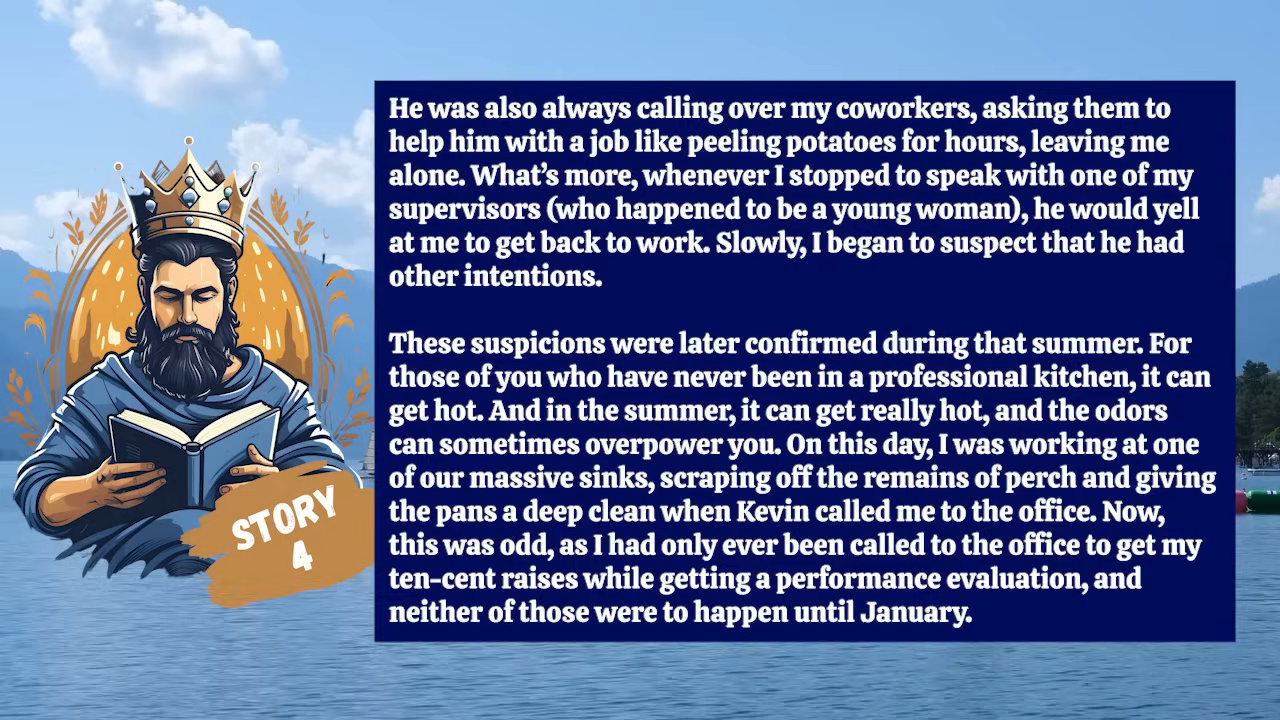 He was also always calling over my coworkers, asking them to
help him with a job like peeling potatoes for hours, leaving me
alone. What’s more, whenever I stopped to speak with one of my
supervisors (who happened to be a young woman), he would yell
at me to get back to work. Slowly, I began to suspect that he had
other intentions.
These suspicions were later confirmed during that summer. For
those of you who have never been in a professional kitchen, it can
get hot. And in the summer, it can get really hot, and the odors
can sometimes overpower you. On this day, I was working at one
of our massive sinks, scraping off the remains of perch and giving
the pans a deep clean when Kevin called me to the office. Now,
this was odd, as I had only ever been called to the office to get my
ten-cent raises while getting a performance evaluation, and
neither of those were to happen until January.
STORY
4